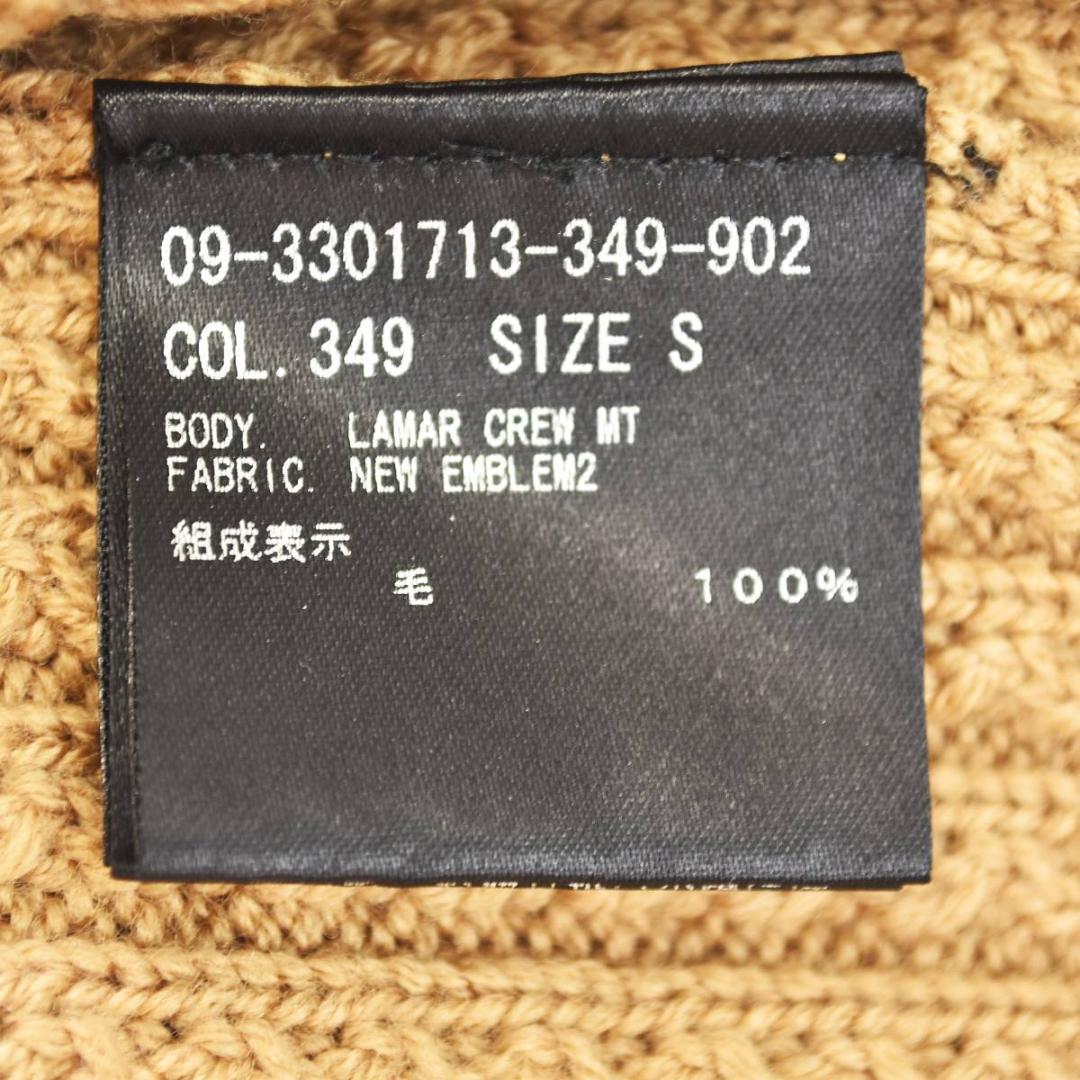 09-3301713-349-902
COL. 349 SIZE S
BODY. LAMAR CREW MT
FABRIC. NEW EMBLEM2
組成表示
毛 100%